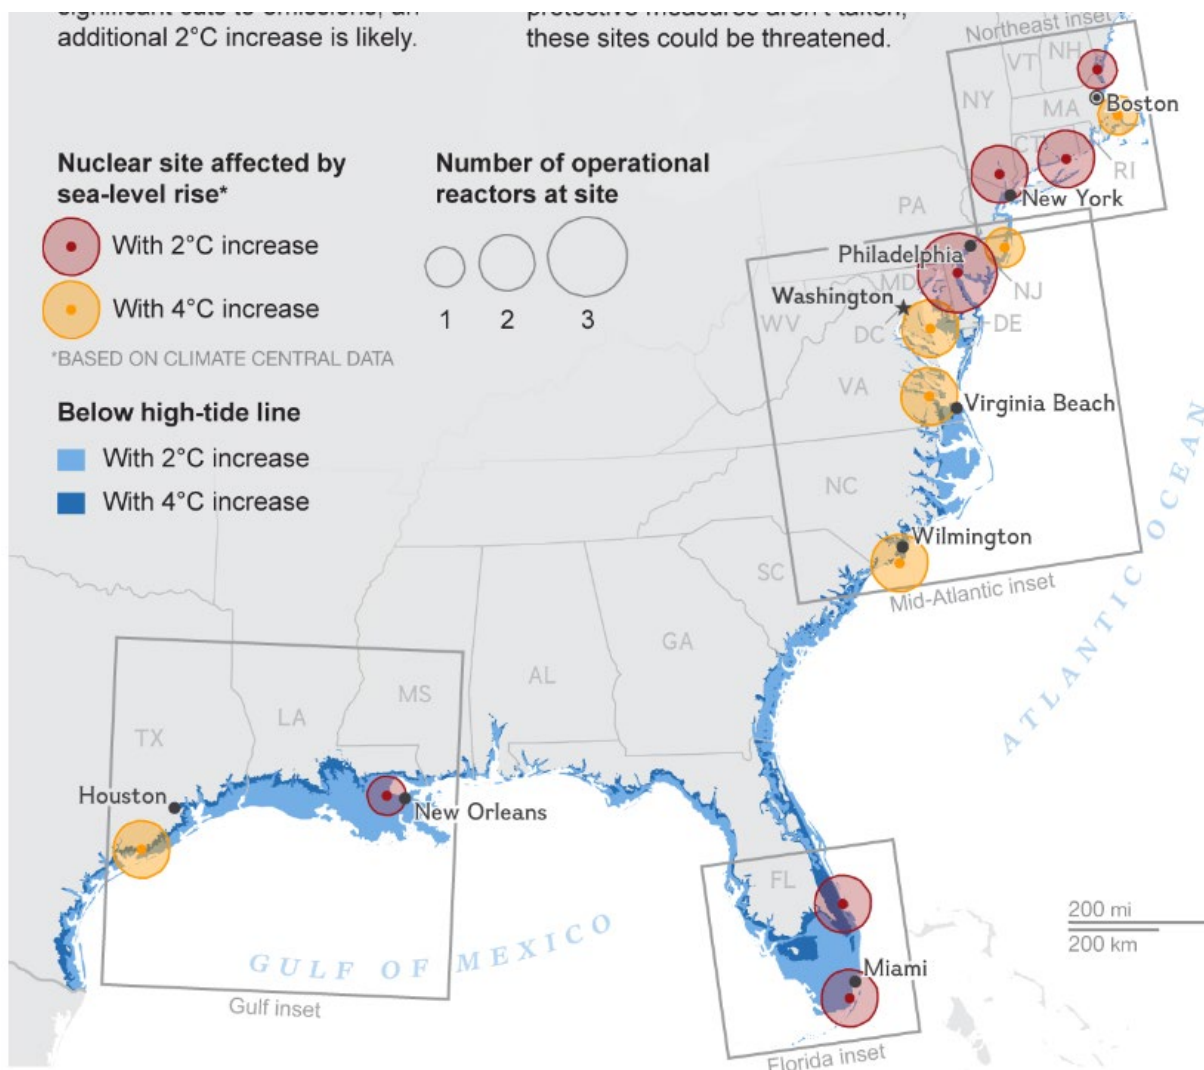 additional 2°C increase is likely.
protective measures aren't taken,
these sites could be threatened.
Nuclear site affected by
sea-level rise*
With 2°C increase
With 4°C increase
*BASED ON CLIMATE CENTRAL DATA
Number of operational
reactors at site
1 2 3
Below high-tide line
With 2°C increase
With 4°C increase
Northeast inset
VT
NH
NY
MA
Boston
CT
RI
New York
PA
Philadelphia
NJ
MD
Washington
WV
DC
DE
VA
Virginia Beach
NC
Wilmington
SC
Mid-Atlantic inset
ATLANTIC OCEAN
GA
AL
MS
LA
TX
Houston
New Orleans
GULF OF MEXICO
Gulf inset
FL
Miami
Florida inset
200 mi
200 km